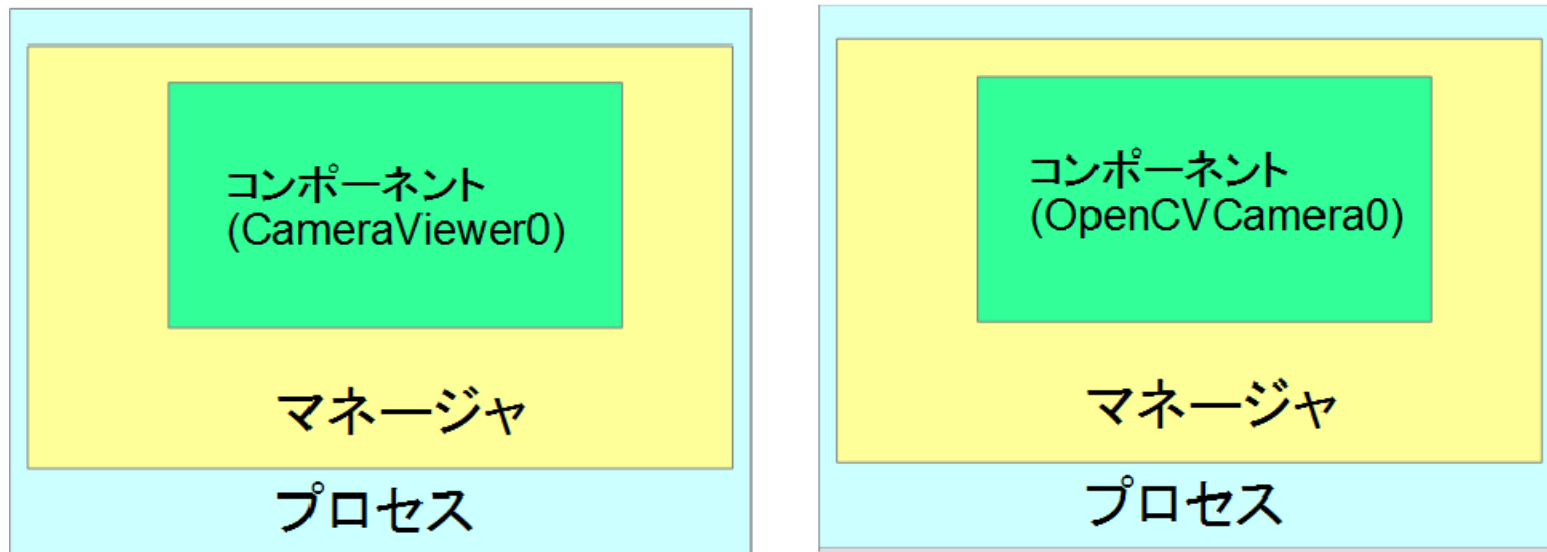 コンポーネント
(CameraViewer0)
マネージャ
プロセス
コンポーネント
(OpenCVCamera0)
マネージャ
プロセス